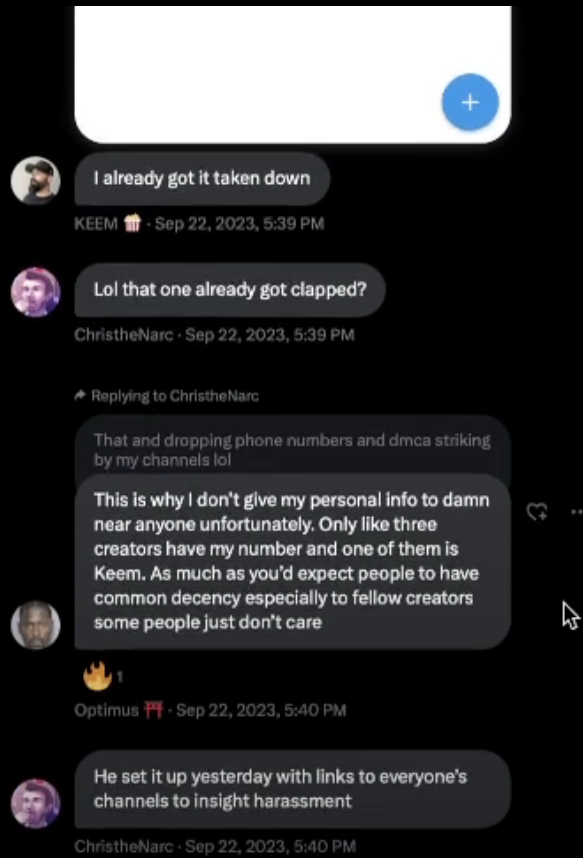 +
I already got it taken down
KEEM 🍿 · Sep 22, 2023, 5:39 PM
Lol that one already got clapped?
ChristheNarc · Sep 22, 2023, 5:39 PM
Replying to ChristheNarc
That and dropping phone numbers and dmca striking
by my channels lol
This is why I don't give my personal info to damn
near anyone unfortunately. Only like three
creators have my number and one of them is
Keem. As much as you'd expect people to have
common decency especially to fellow creators
some people just don't care
🔥 1
Optimus ⛩️ · Sep 22, 2023, 5:40 PM
He set it up yesterday with links to everyone's
channels to insight harassment
ChristheNarc · Sep 22, 2023, 5:40 PM